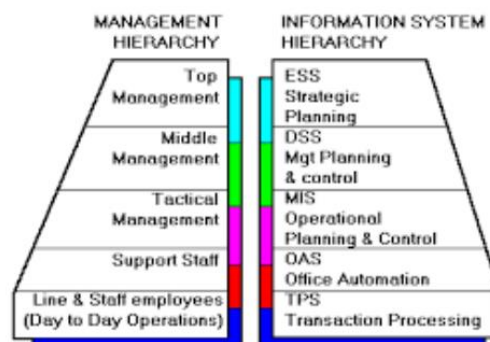 MANAGEMENT
HIERARCHY
Top
Management
Middle
Management
Tactical
Management
Support Staff
Line & Staff employees
(Day to Day Operations)
INFORMATION SYSTEM
HIERARCHY
ESS
Strategic
Planning
DSS
Mgt Planning
& control
MIS
Operational
Planning & Control
OAS
Office Automation
TPS
Transaction Processing